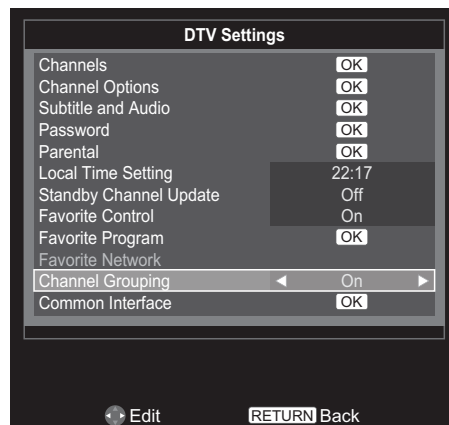 DTV Settings
Channels OK
Channel Options OK
Subtitle and Audio OK
Password OK
Parental OK
Local Time Setting 22:17
Standby Channel Update Off
Favorite Control On
Favorite Program OK
Favorite Network
Channel Grouping On
Common Interface OK
Edit RETURN Back